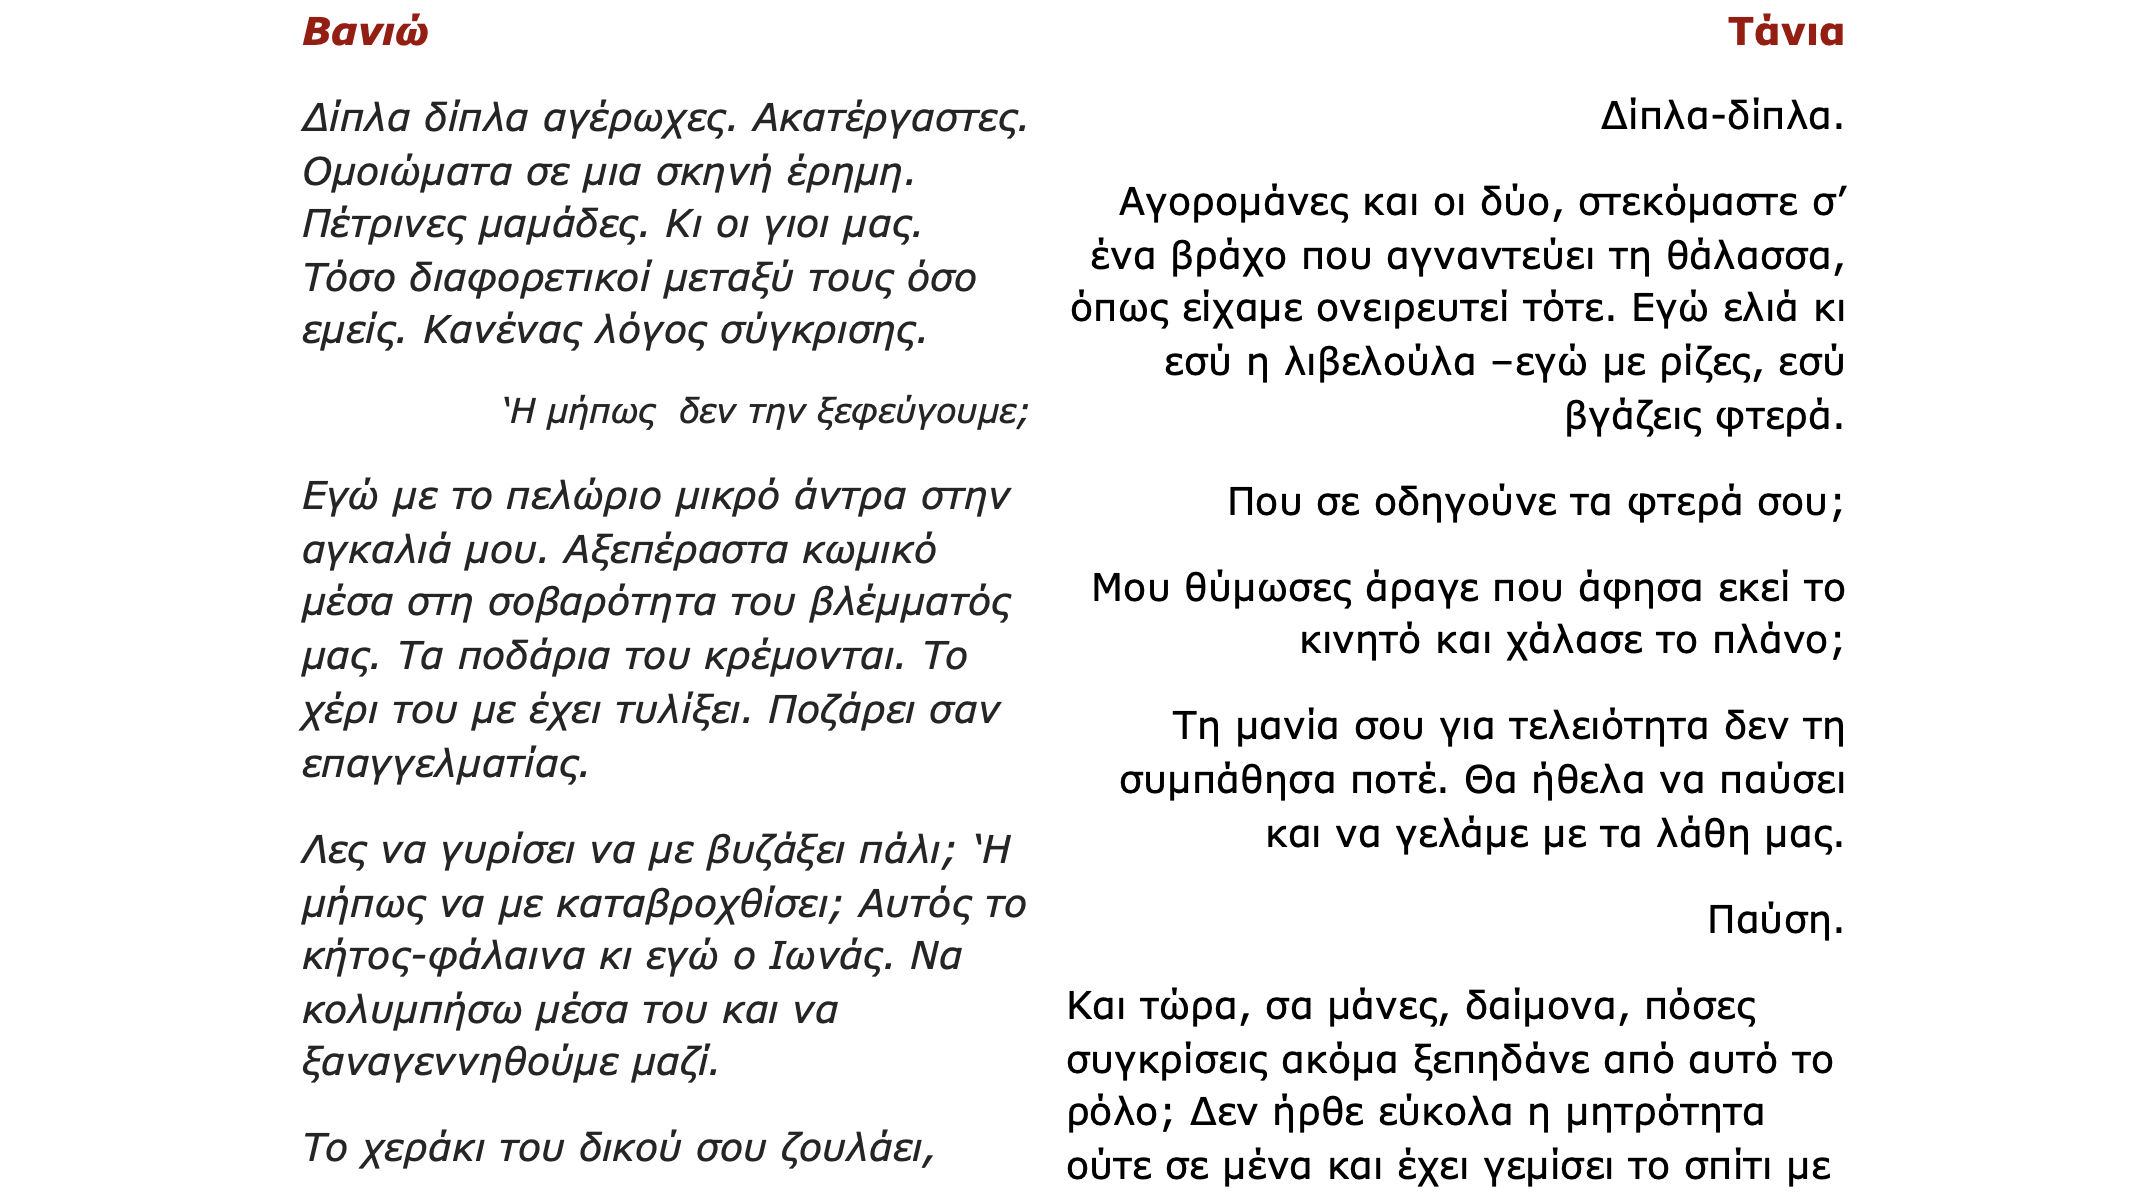 Βανιώ
Δίπλα δίπλα αγέρωχες. Ακατέργαστες.
Ομοιώματα σε μια σκηνή έρημη.
Πέτρινες μαμάδες. Κι οι γιοι μας.
Τόσο διαφορετικοί μεταξύ τους όσο
εμείς. Κανένας λόγος σύγκρισης.
‘Η μήπως  δεν την ξεφεύγουμε;
Εγώ με το πελώριο μικρό άντρα στην
αγκαλιά μου. Αξεπέραστα κωμικό
μέσα στη σοβαρότητα του βλέμματός
μας. Τα ποδάρια του κρέμονται. Το
χέρι του με έχει τυλίξει. Ποζάρει σαν
επαγγελματίας.
Λες να γυρίσει να με βυζάξει πάλι; ‘Η
μήπως να με καταβροχθίσει; Αυτός το
κήτος-φάλαινα κι εγώ ο Ιωνάς. Να
κολυμπήσω μέσα του και να
ξαναγεννηθούμε μαζί.
Το χεράκι του δικού σου ζουλάει,
Τάνια
Δίπλα-δίπλα.
Αγορομάνες και οι δύο, στεκόμαστε σ’
ένα βράχο που αγναντεύει τη θάλασσα,
όπως είχαμε ονειρευτεί τότε. Εγώ ελιά κι
εσύ η λιβελούλα –εγώ με ρίζες, εσύ
βγάζεις φτερά.
Που σε οδηγούνε τα φτερά σου;
Μου θύμωσες άραγε που άφησα εκεί το
κινητό και χάλασε το πλάνο;
Τη μανία σου για τελειότητα δεν τη
συμπάθησα ποτέ. Θα ήθελα να παύσει
και να γελάμε με τα λάθη μας.
Παύση.
Και τώρα, σα μάνες, δαίμονα, πόσες
συγκρίσεις ακόμα ξεπηδάνε από αυτό το
ρόλο; Δεν ήρθε εύκολα η μητρότητα
ούτε σε μένα και έχει γεμίσει το σπίτι με